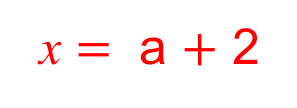 x = a + 2